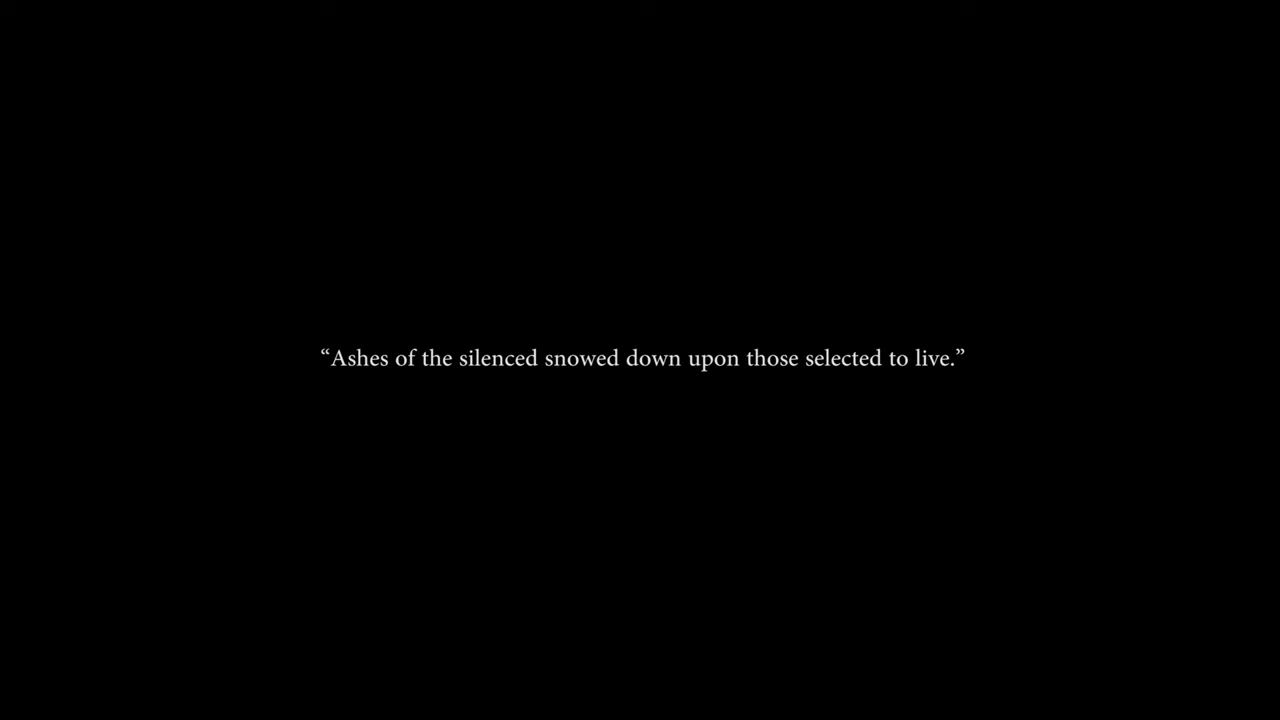 “Ashes of the silenced snowed down upon those selected to live.”